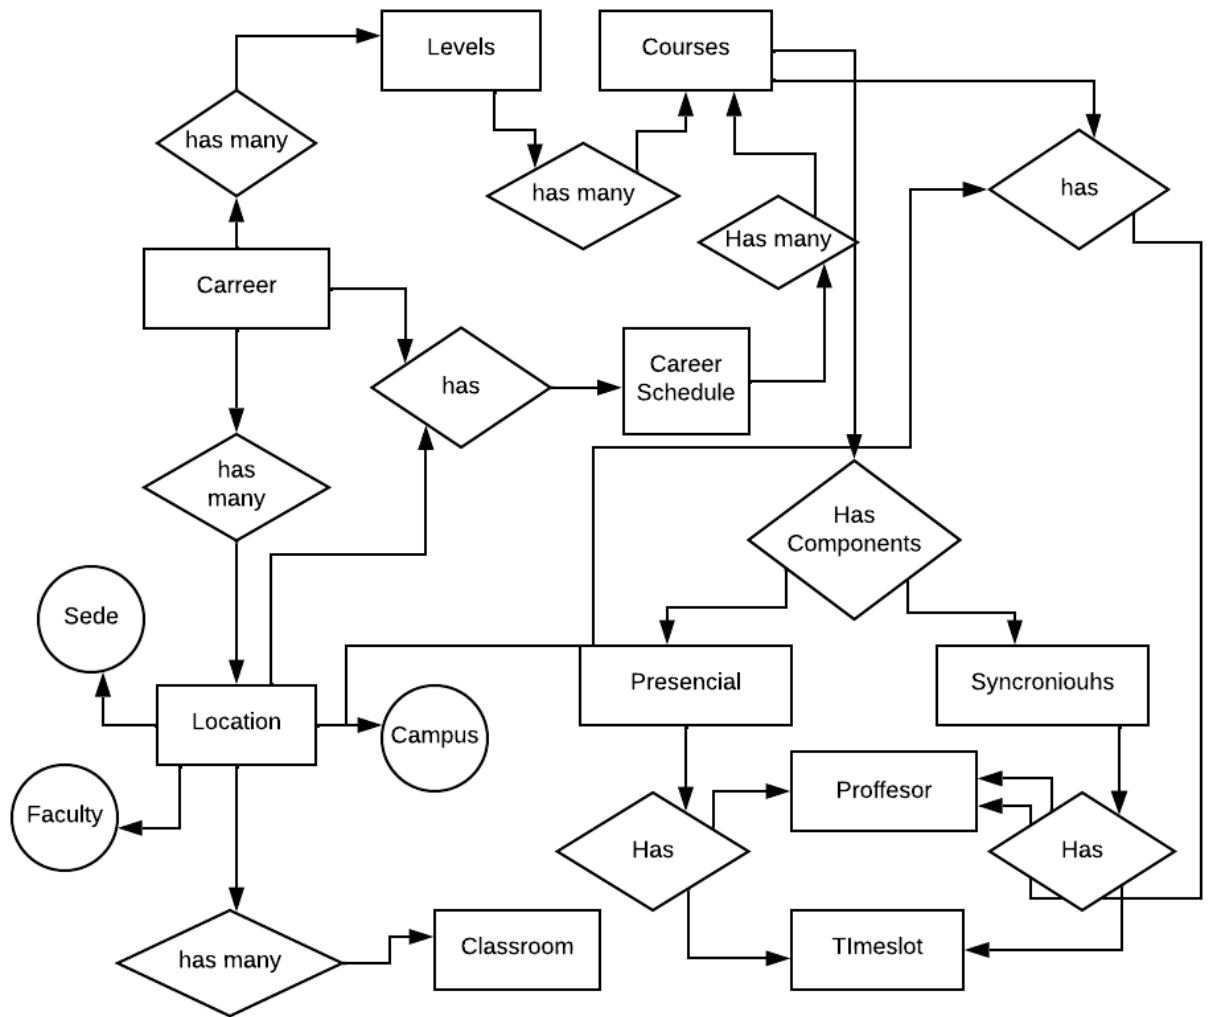 Levels
Courses
has many
has many
has
Has many
Carreer
has
Career
Schedule
has
many
Has
Components
Sede
Location
Campus
Presencial
Syncroniouhs
Faculty
Proffesor
Has
Has
has many
Classroom
TImeslot